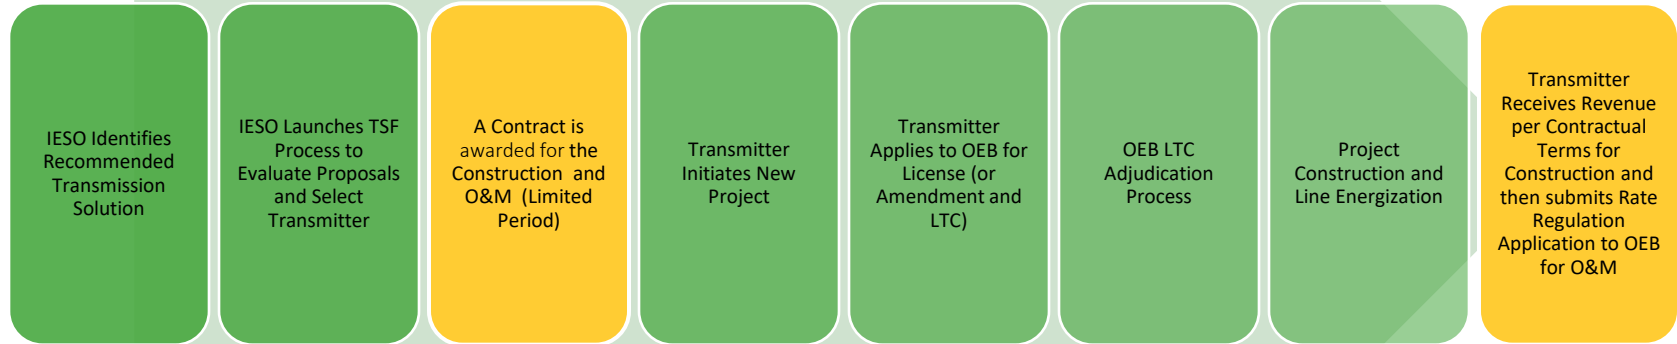 IESO Identifies
Recommended
Transmission
Solution
IESO Launches TSF
Process to
Evaluate Proposals
and Select
Transmitter
A Contract is
awarded for the
Construction and
O&M (Limited
Period)
Transmitter
Initiates New
Project
Transmitter
Applies to OEB for
License (or
Amendment and
LTC)
OEB LTC
Adjudication
Process
Project
Construction and
Line Energization
Transmitter
Receives Revenue
per Contractual
Terms for
Construction and
then submits Rate
Regulation
Application to OEB
for O&M